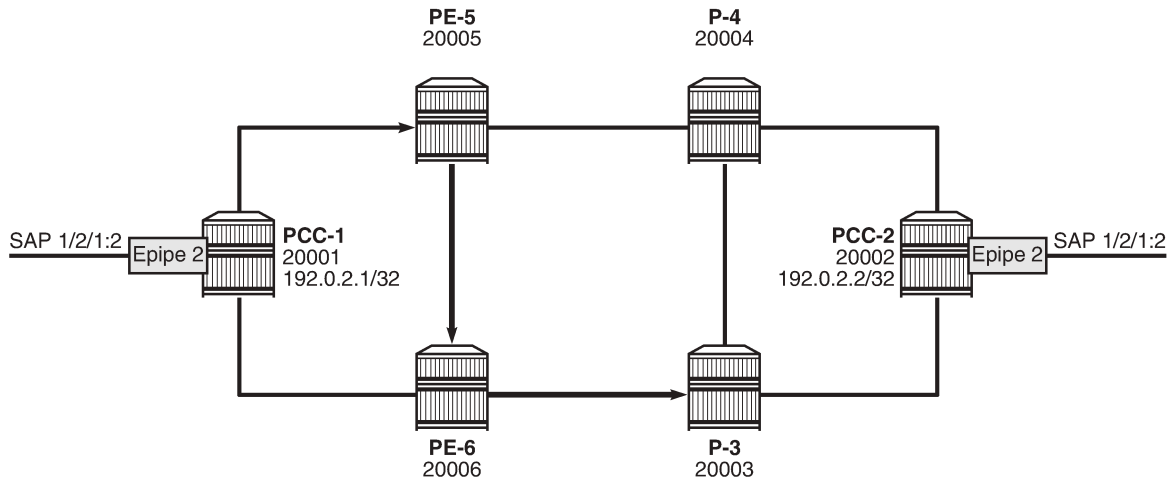 PE-5
20005
P-4
20004
SAP 1/2/1:2
Epipe 2
PCC-1
20001
192.0.2.1/32
PCC-2
20002
192.0.2.2/32
Epipe 2
SAP 1/2/1:2
PE-6
20006
P-3
20003